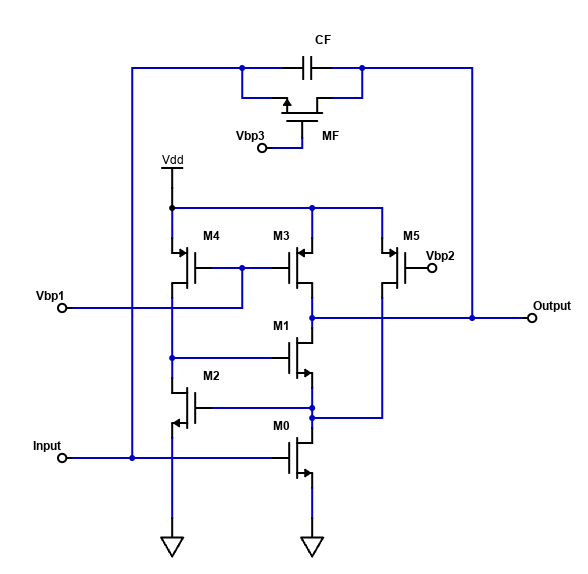 CF
Vbp3
MF
Vdd
M4
M3
M5
Vbp2
Vbp1
Output
M1
M2
M0
Input